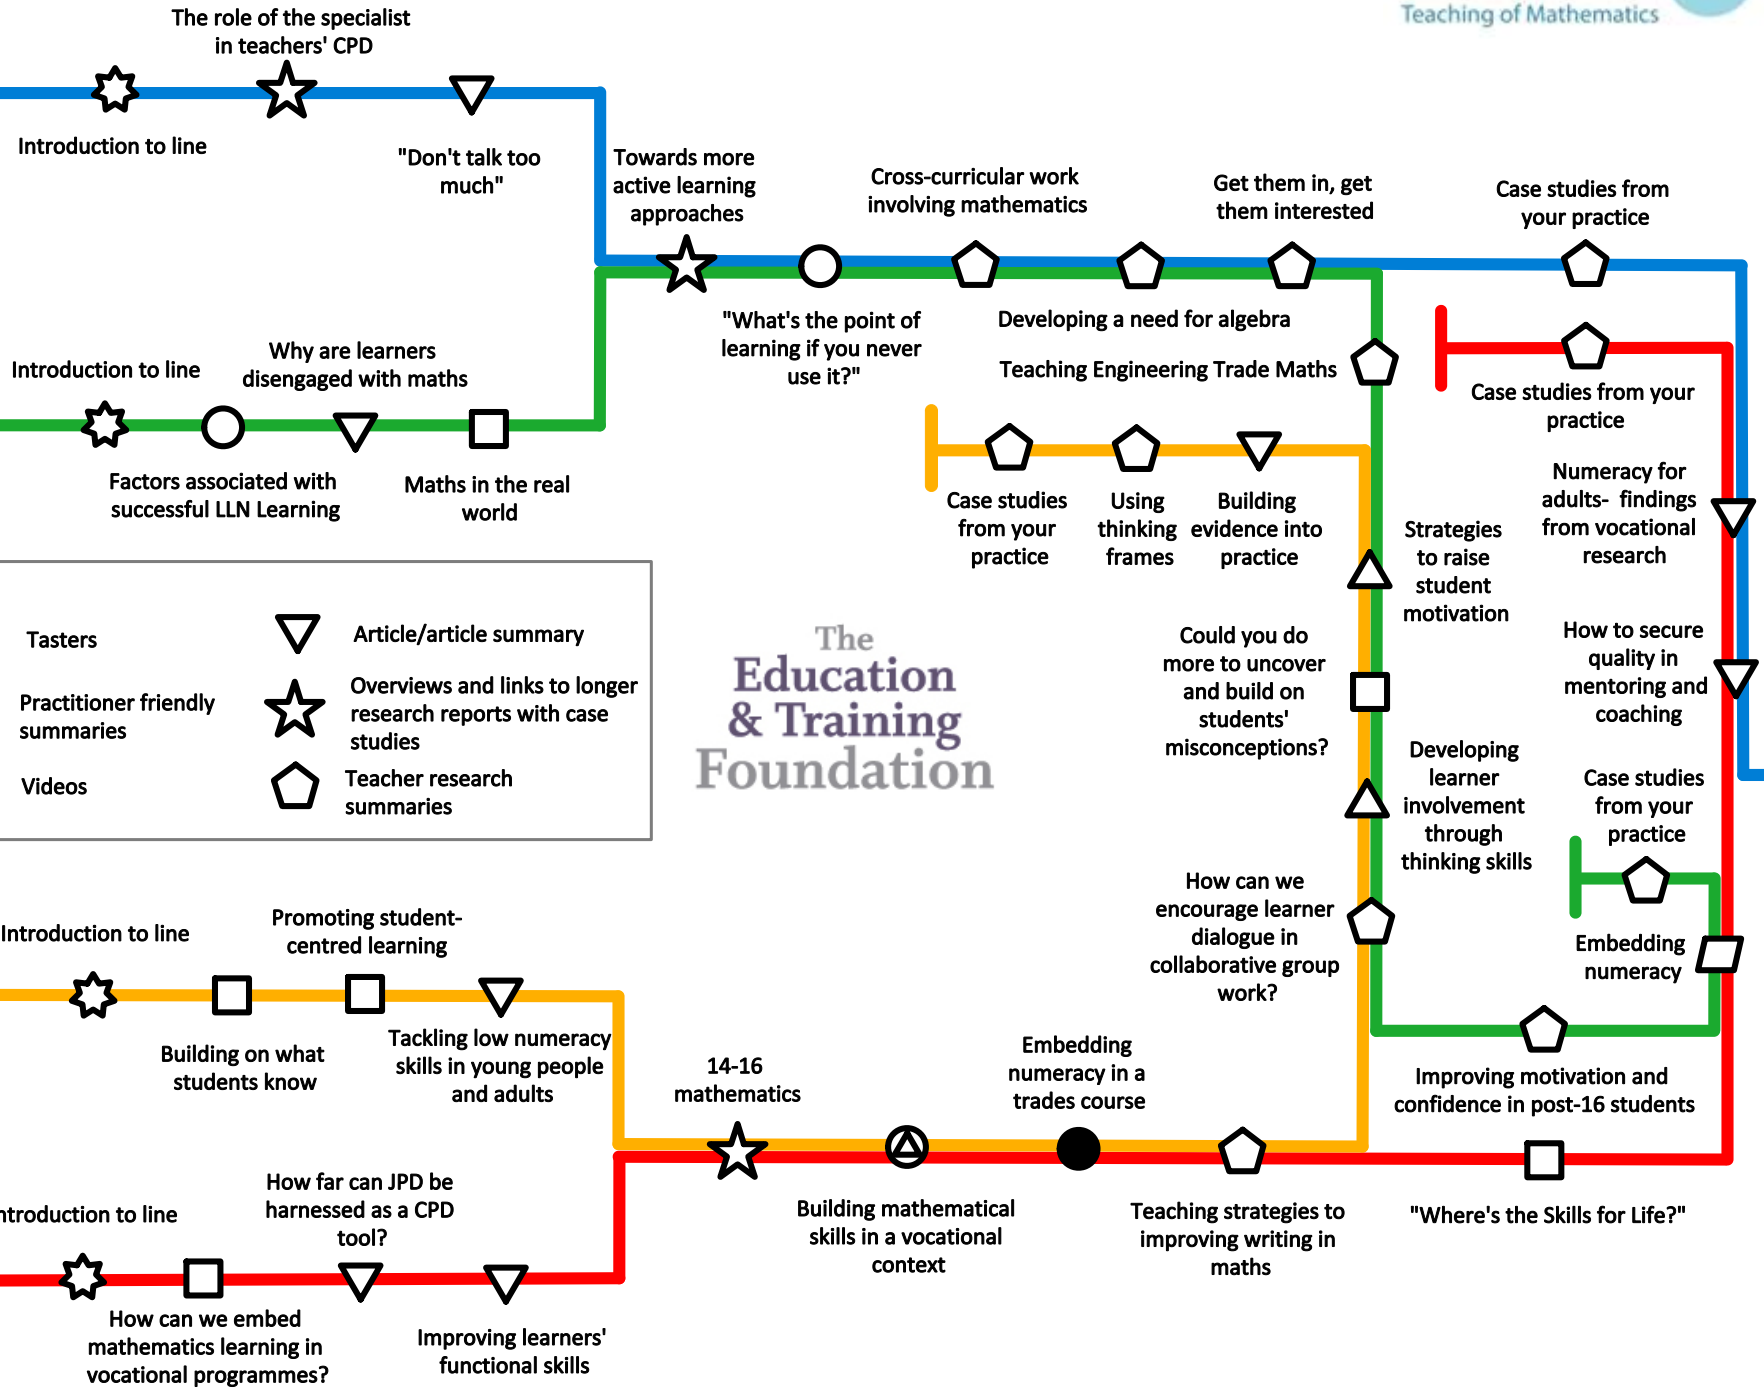 Teaching of Mathematics
The role of the specialist
in teachers' CPD
Introduction to line
"Don't talk too
much"
Towards more
active learning
approaches
Cross-curricular work
involving mathematics
Get them in, get
them interested
Case studies from
your practice
"What's the point of
learning if you never
use it?"
Developing a need for algebra
Teaching Engineering Trade Maths
Introduction to line
Why are learners
disengaged with maths
Factors associated with
successful LLN Learning
Maths in the real
world
Case studies from your
practice
Case studies
from your
practice
Using
thinking
frames
Building
evidence into
practice
Strategies
to raise
student
motivation
Numeracy for
adults- findings
from vocational
research
Tasters
Article/article summary
Practitioner friendly
summaries
Overviews and links to longer
research reports with case
studies
Videos
Teacher research
summaries
The
Education
& Training
Foundation
Could you do
more to uncover
and build on
students'
misconceptions?
How to secure
quality in
mentoring and
coaching
Developing
learner
involvement
through
thinking skills
Case studies
from your
practice
How can we
encourage learner
dialogue in
collaborative group
work?
Embedding
numeracy
Introduction to line
Promoting student-
centred learning
Building on what
students know
Tackling low numeracy
skills in young people
and adults
14-16
mathematics
Embedding
numeracy in a
trades course
Improving motivation and
confidence in post-16 students
Building mathematical
skills in a vocational
context
Teaching strategies to
improving writing in
maths
"Where's the Skills for Life?"
ntroduction to line
How far can JPD be
harnessed as a CPD
tool?
How can we embed
mathematics learning in
vocational programmes?
Improving learners'
functional skills